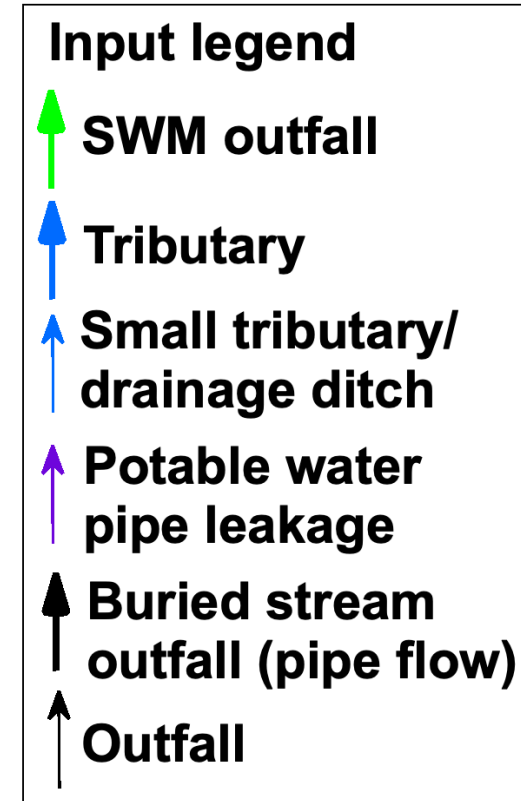 Input legend
SWM outfall
Tributary
Small tributary/
drainage ditch
Potable water
pipe leakage
Buried stream
outfall (pipe flow)
Outfall